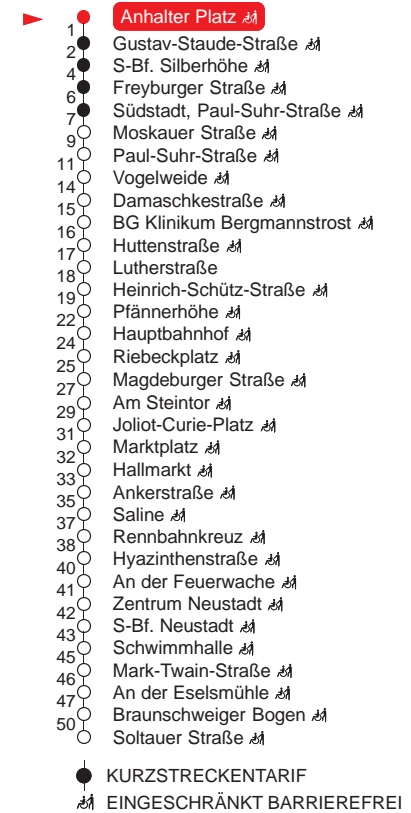 Anhalter Platz
1
Gustav-Staude-Straße
2
S-Bf. Silberhöhe
4
Freyburger Straße
6
Südstadt, Paul-Suhr-Straße
7
Moskauer Straße
9
Paul-Suhr-Straße
11
Vogelweide
14
Damaschkestraße
15
BG Klinikum Bergmannstrost
16
Huttenstraße
17
Lutherstraße
18
Heinrich-Schütz-Straße
19
Pfännerhöhe
22
Hauptbahnhof
24
Riebeckplatz
25
Magdeburger Straße
27
Am Steintor
29
Joliot-Curie-Platz
31
Marktplatz
32
Hallmarkt
33
Ankerstraße
35
Saline
37
Rennbahnkreuz
38
Hyazinthenstraße
40
An der Feuerwache
41
Zentrum Neustadt
42
S-Bf. Neustadt
43
Schwimmhalle
45
Mark-Twain-Straße
46
An der Eselsmühle
47
Braunschweiger Bogen
50
Soltauer Straße
KURZSTRECKENTARIF
EINGESCHRÄNKT BARRIEREFREI